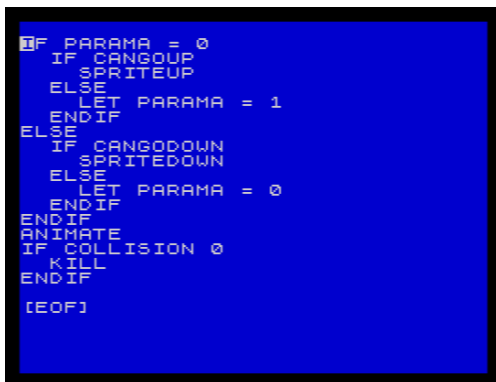 IF PARAMA = 0
   IF CANGOUP
     SPRITEUP
   ELSE
     LET PARAMA = 1
   ENDIF
ELSE
   IF CANGODOWN
     SPRITEDOWN
   ELSE
     LET PARAMA = 0
   ENDIF
ENDIF
ANIMATE
IF COLLISION 0
   KILL
ENDIF
[EOF]